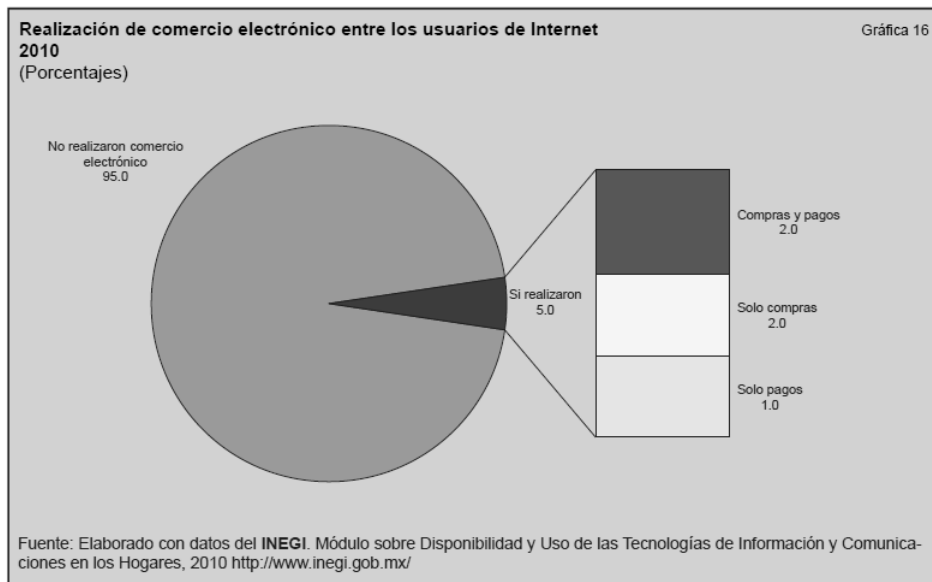 Realización de comercio electrónico entre los usuarios de Internet
Gráfica 16
2010
(Porcentajes)
No realizaron comercio
electrónico
95.0
Si realizaron
5.0
Compras y pagos
2.0
Solo compras
2.0
Solo pagos
1.0
Fuente: Elaborado con datos del INEGI. Módulo sobre Disponibilidad y Uso de las Tecnologías de Información y Comunica-
ciones en los Hogares, 2010 http://www.inegi.gob.mx/